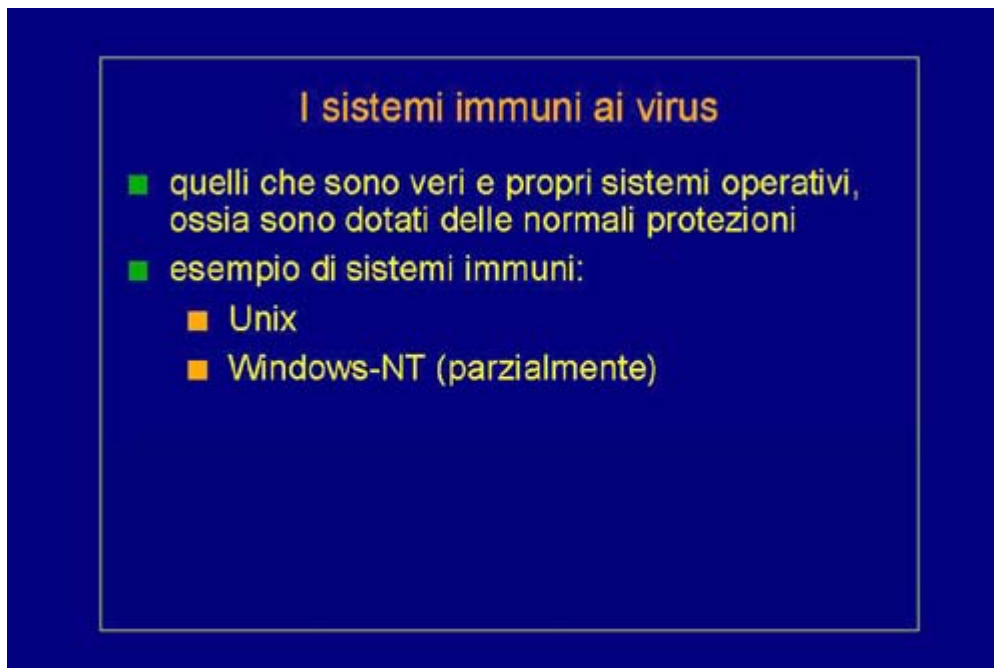 I sistemi immuni ai virus
quelli che sono veri e propri sistemi operativi,
ossia sono dotati delle normali protezioni
esempio di sistemi immuni:
Unix
Windows-NT (parzialmente)